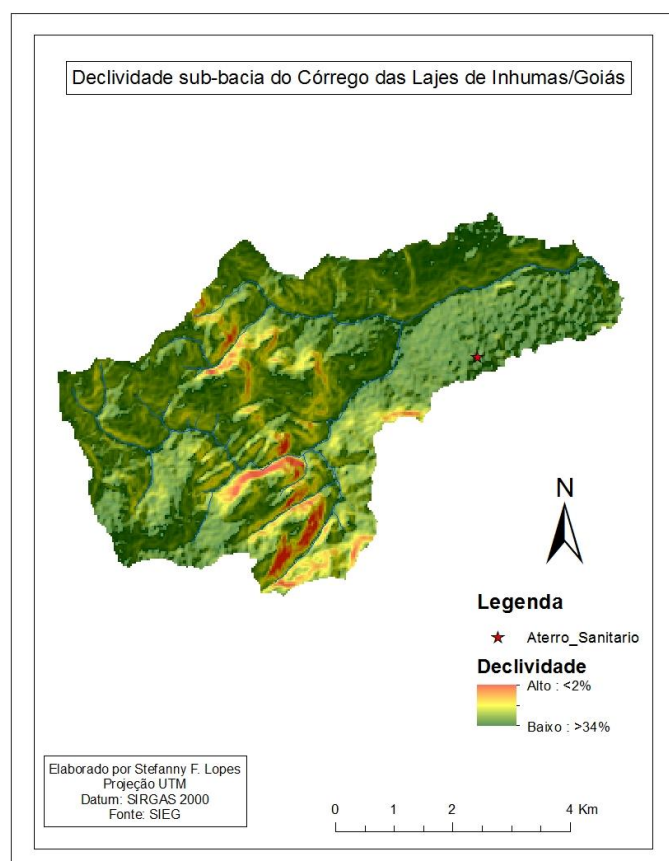 Declividade sub-bacia do Córrego das Lajes de Inhumas/Goiás
N
Legenda
Aterro_Sanitario
Declividade
Alto : <2%
Baixo : >34%
Elaborado por Stefanny F. Lopes
Projeção UTM
Datum: SIRGAS 2000
Fonte: SIEG
0 1 2 4 Km